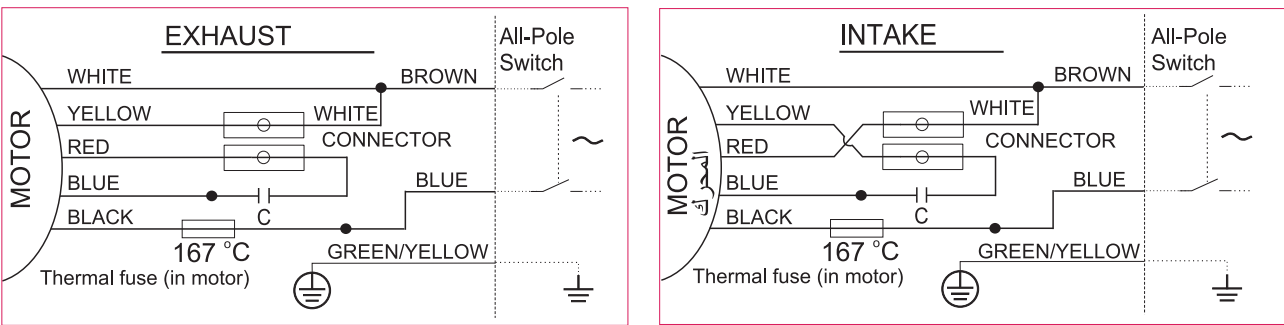 EXHAUST
All-Pole
Switch
WHITE
BROWN
YELLOW
WHITE
CONNECTOR
RED
BLUE
BLUE
C
BLACK
167 °C
GREEN/YELLOW
Thermal fuse (in motor)
MOTOR
INTAKE
All-Pole
Switch
WHITE
BROWN
YELLOW
WHITE
CONNECTOR
RED
BLUE
BLUE
C
BLACK
167 °C
GREEN/YELLOW
Thermal fuse (in motor)
MOTOR
المحرك